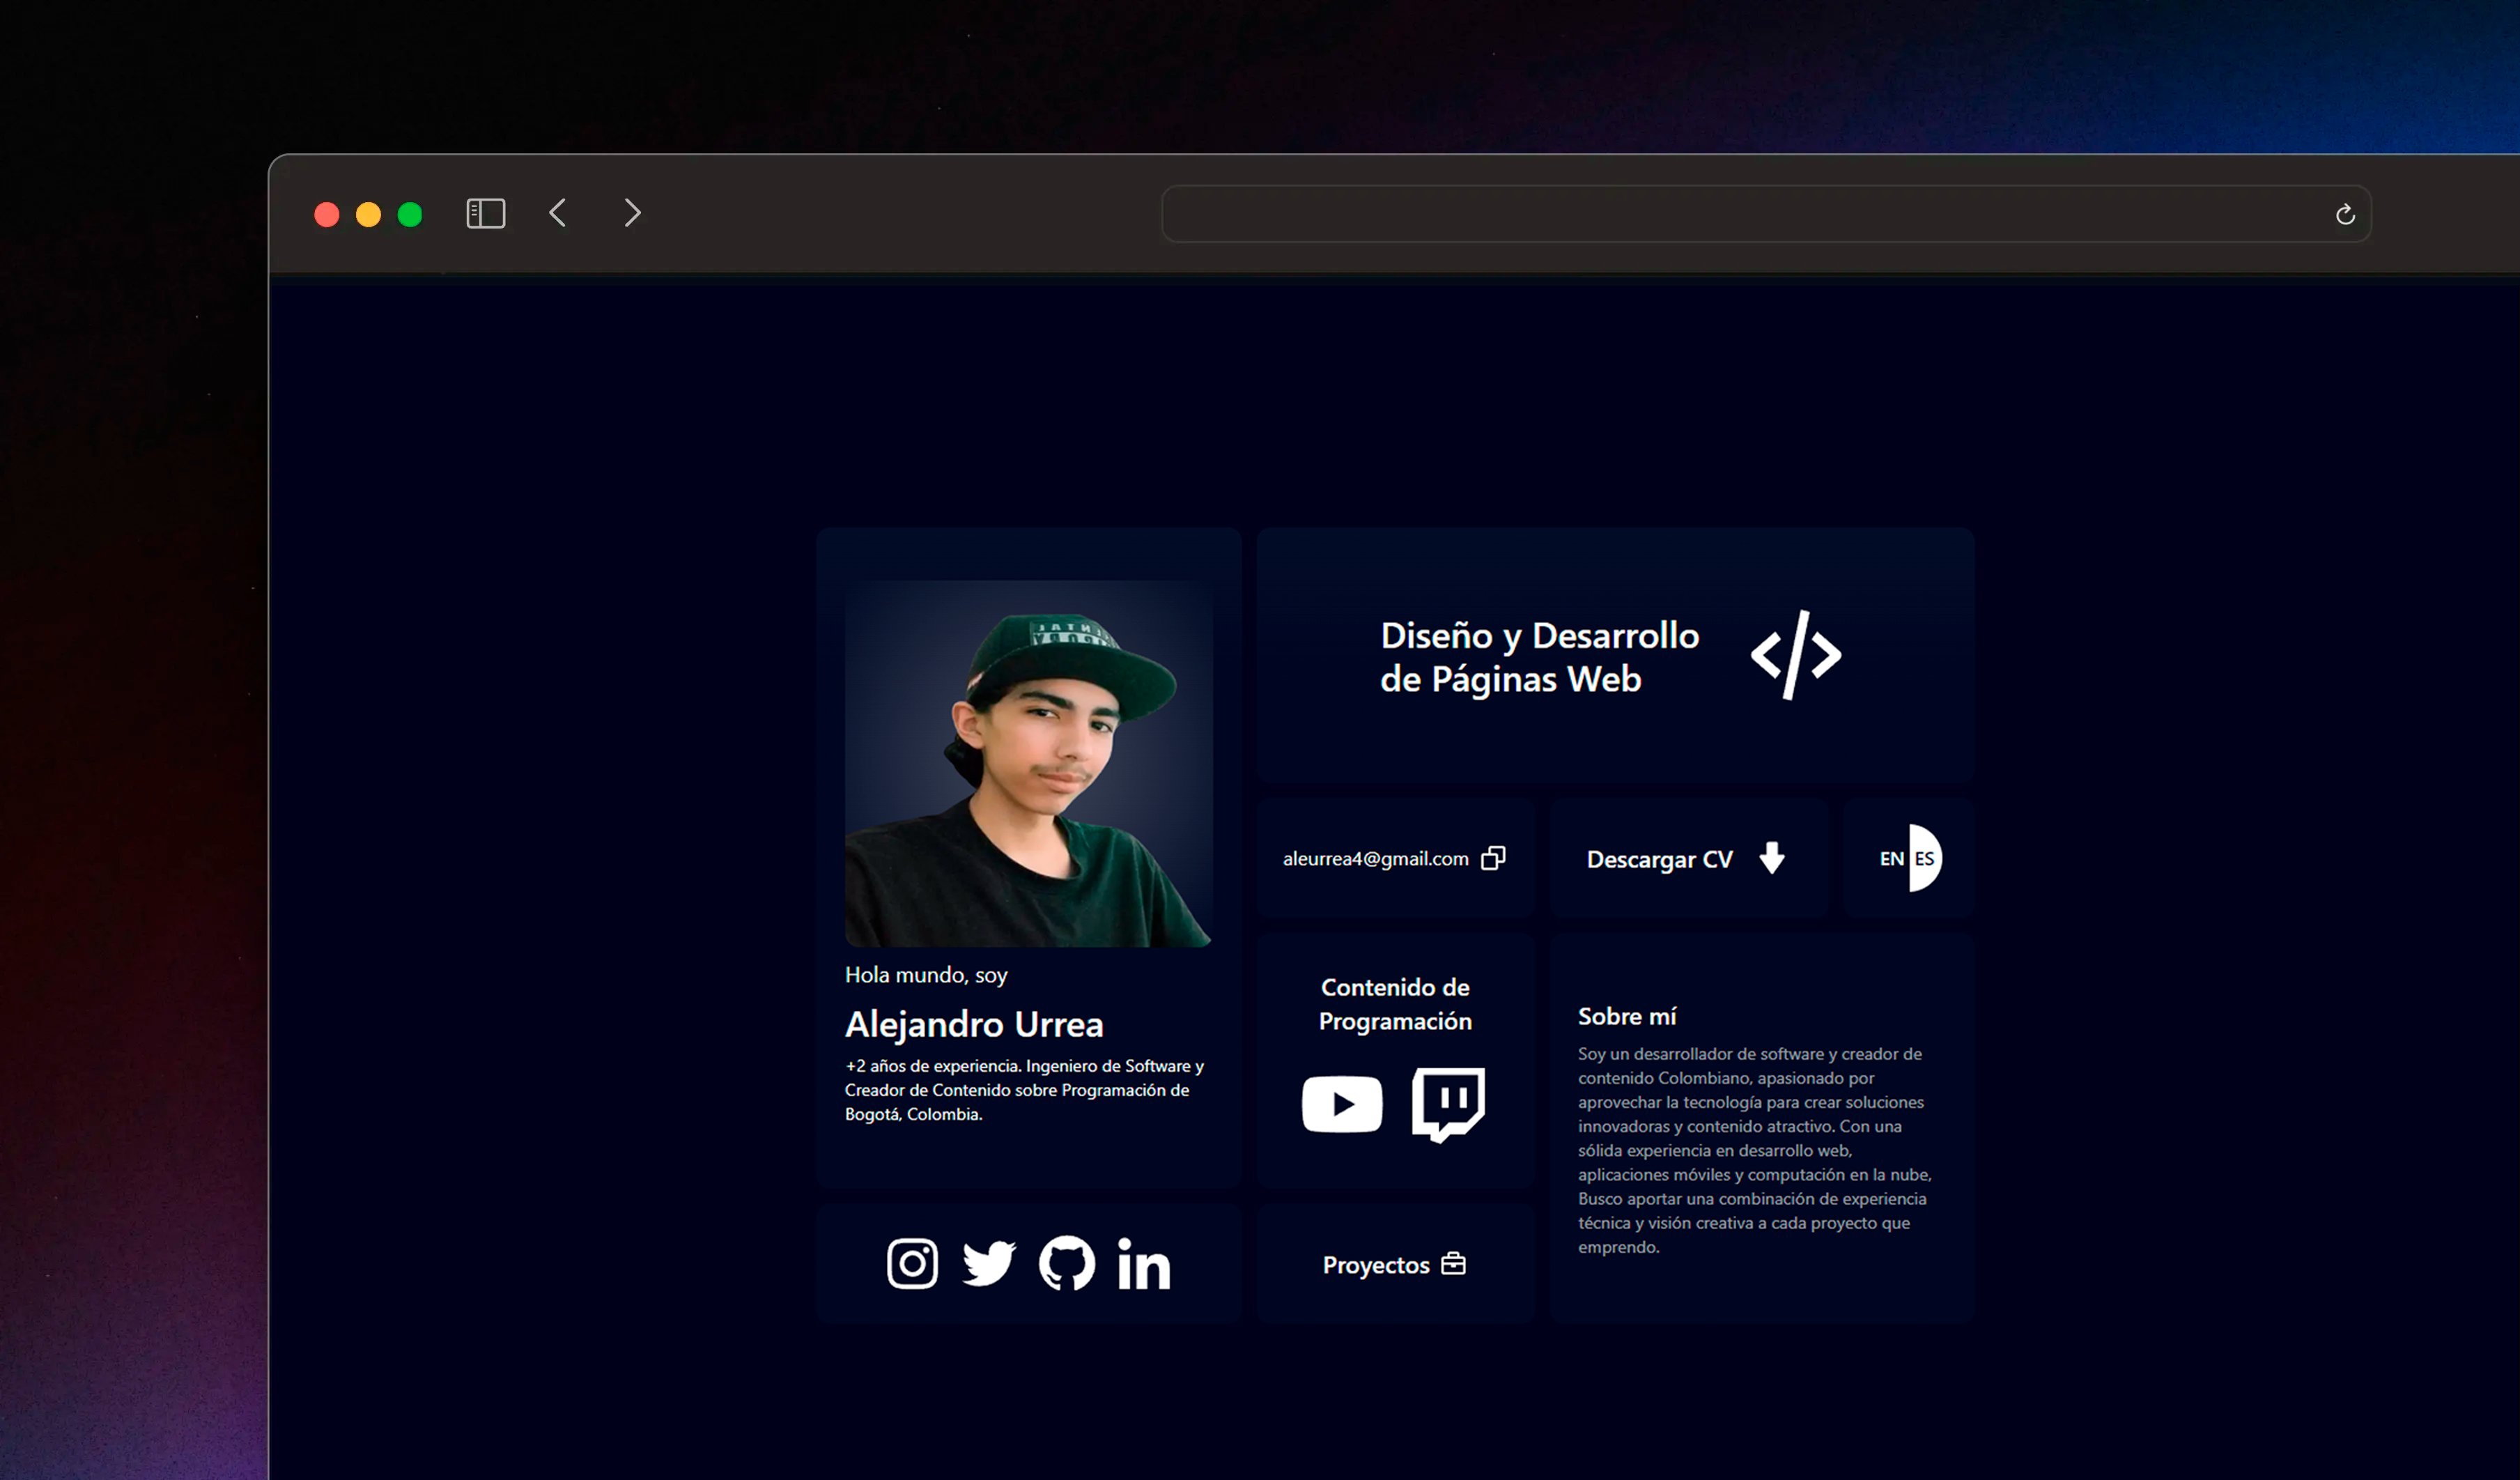 Diseño y Desarrollo
de Páginas Web
aleurrea4@gmail.com
Descargar CV
EN ES
Hola mundo, soy
Alejandro Urrea
+2 años de experiencia. Ingeniero de Software y
Creador de Contenido sobre Programación de
Bogotá, Colombia.
Contenido de
Programación
Sobre mí
Soy un desarrollador de software y creador de
contenido Colombiano, apasionado por
aprovechar la tecnología para crear soluciones
innovadoras y contenido atractivo. Con una
sólida experiencia en desarrollo web,
aplicaciones móviles y computación en la nube,
Busco aportar una combinación de experiencia
técnica y visión creativa a cada proyecto que
emprendo.
in
Proyectos